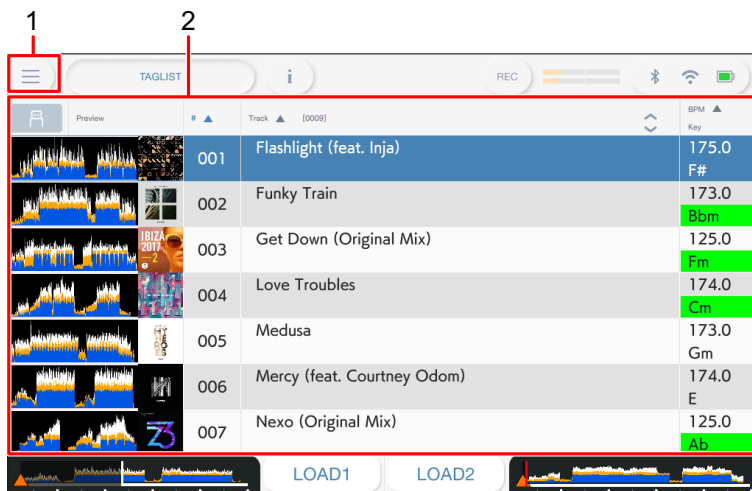 1
2
TAGLIST
i
REC
Preview
# ▲
Track ▲ [0009]
BPM ▲
Key
001
Flashlight (feat. Inja)
175.0
F#
002
Funky Train
173.0
Bbm
IBIZA
2017
2
003
Get Down (Original Mix)
125.0
Fm
004
Love Troubles
174.0
Cm
005
Medusa
173.0
Gm
006
Mercy (feat. Courtney Odom)
174.0
E
007
Nexo (Original Mix)
125.0
Ab
LOAD1
LOAD2